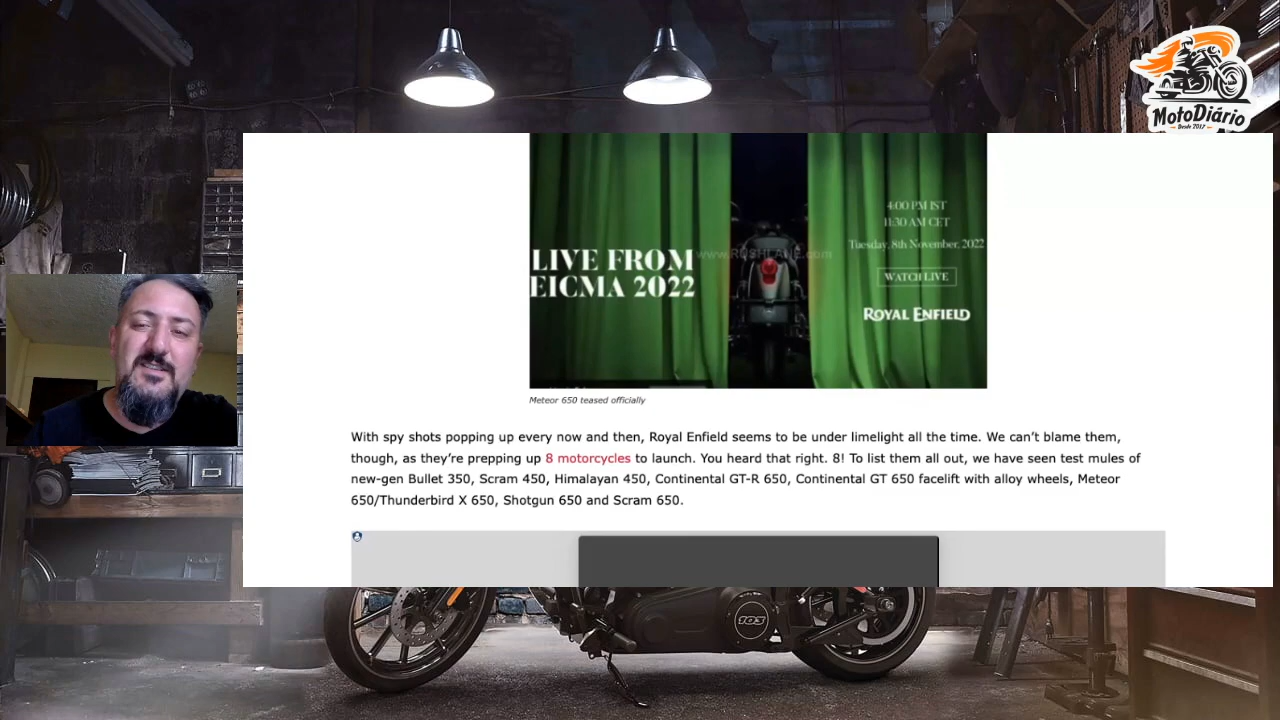 MotoDiário
Desde 2017
LIVE FROM
EICMA 2022
www.RUSHLANE.com
4:00 PM IST
11:30 AM CET
Tuesday, 8th November, 2022
WATCH LIVE
ROYAL ENFIELD
Meteor 650 teased officially
With spy shots popping up every now and then, Royal Enfield seems to be under limelight all the time. We can't blame them,
though, as they're prepping up 8 motorcycles to launch. You heard that right. 8! To list them all out, we have seen test mules of
new-gen Bullet 350, Scram 450, Himalayan 450, Continental GT-R 650, Continental GT 650 facelift with alloy wheels, Meteor
650/Thunderbird X 650, Shotgun 650 and Scram 650.
103